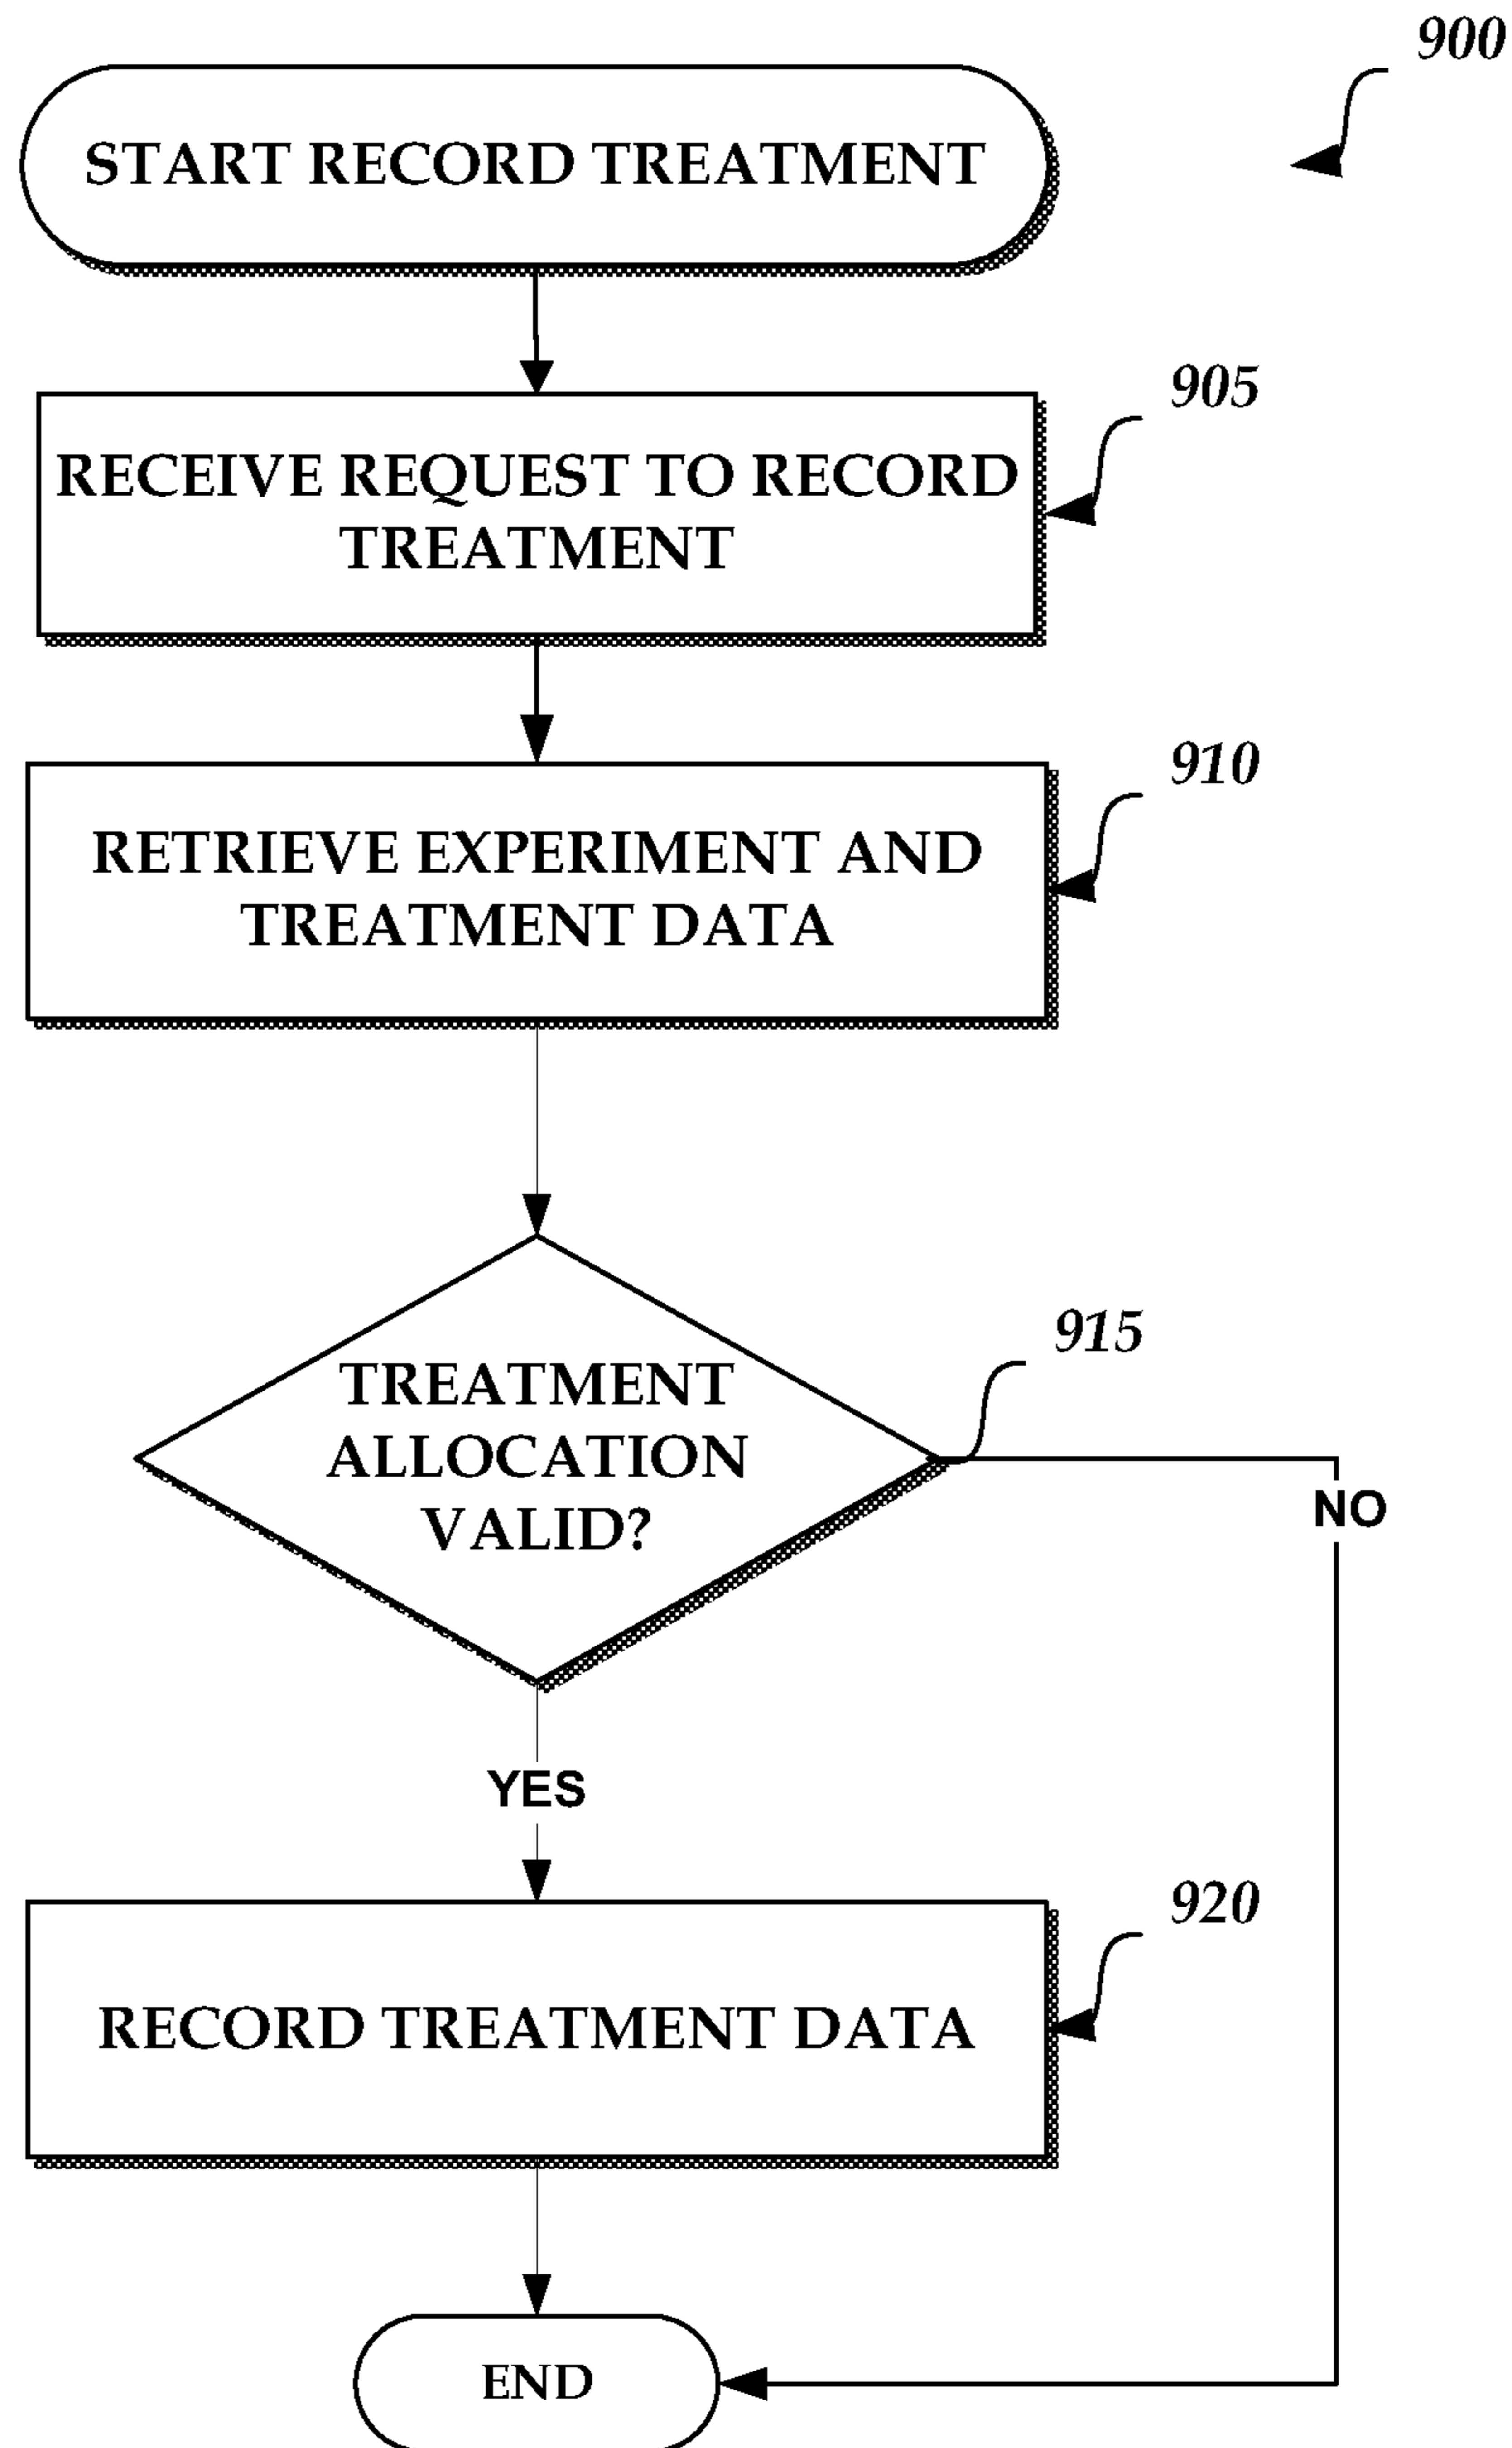 900
START RECORD TREATMENT
905
RECEIVE REQUEST TO RECORD
TREATMENT
910
RETRIEVE EXPERIMENT AND
TREATMENT DATA
915
TREATMENT
ALLOCATION
VALID?
NO
YES
920
RECORD TREATMENT DATA
END